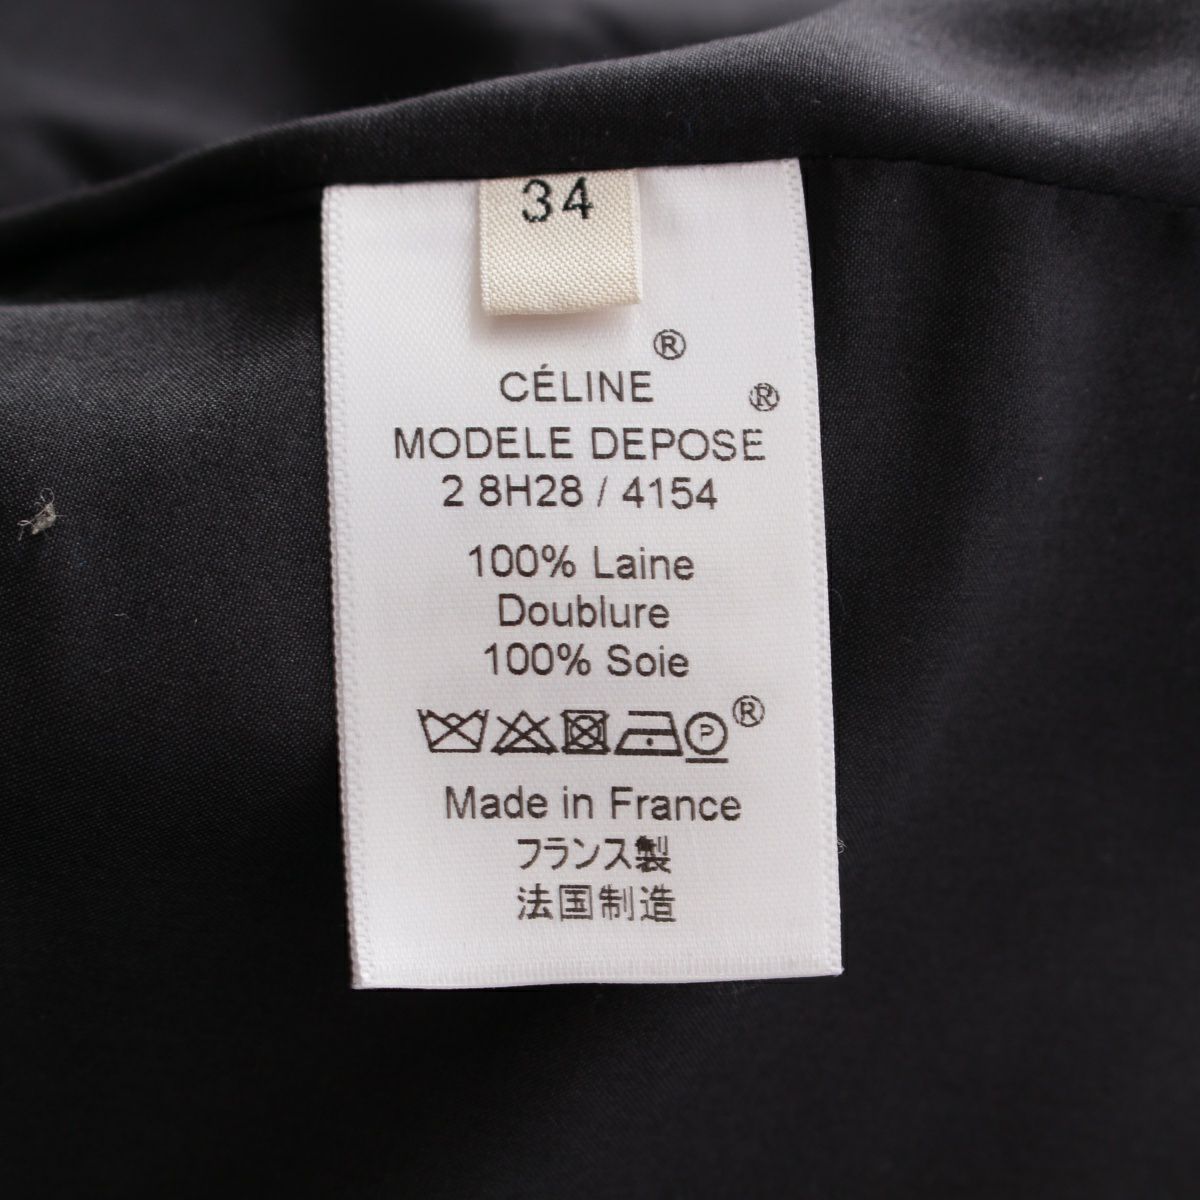 34
CÉLINE®
MODELE DEPOSE®
2 8H28 / 4154
100% Laine
Doublure
100% Soie
P ®
Made in France
フランス製
法国制造